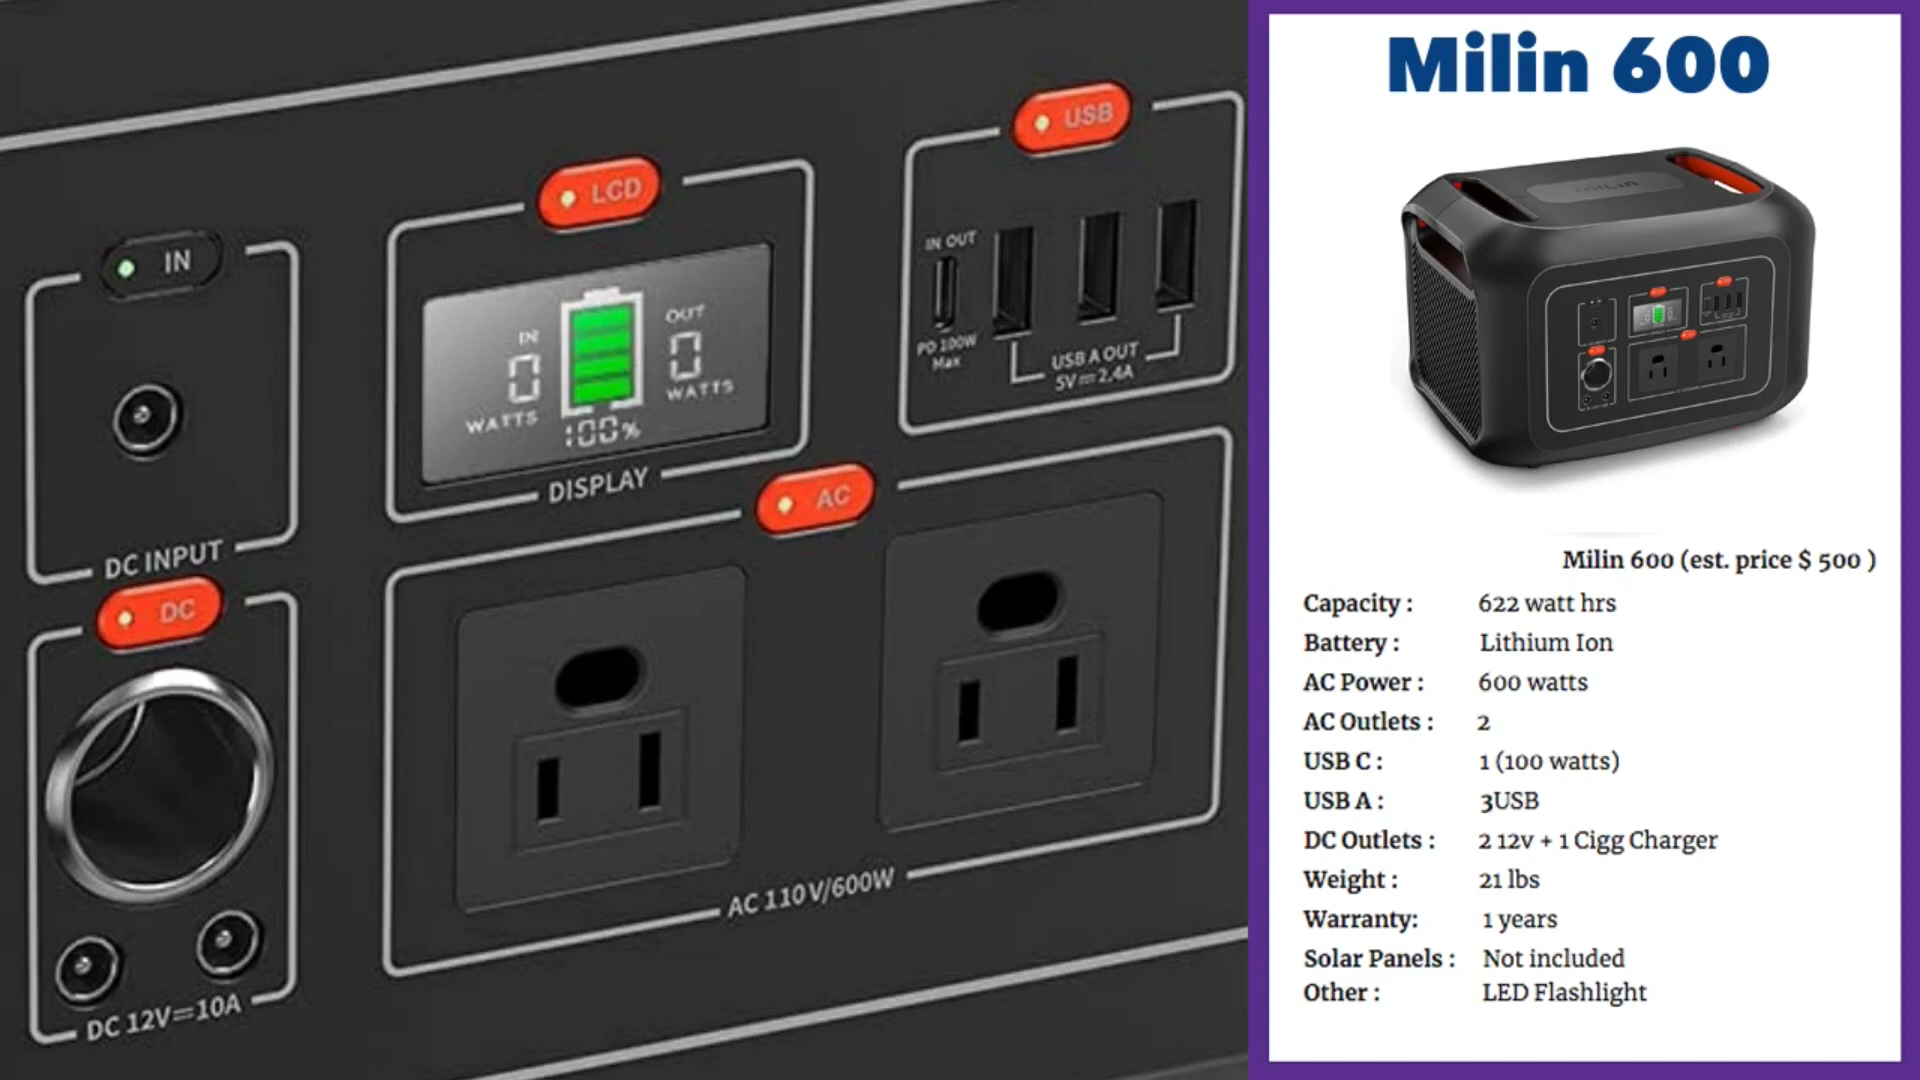 IN
DC INPUT
DC
DC 12V⎓10A
LCD
IN
0
WATTS
100%
OUT
0
WATTS
DISPLAY
USB
IN OUT
PD 100W
Max
USB A OUT
5V⎓2.4A
AC
AC 110V/600W
Milin 600
MILIN
Milin 600 (est. price $ 500 )
Capacity : 622 watt hrs
Battery : Lithium Ion
AC Power : 600 watts
AC Outlets : 2
USB C : 1 (100 watts)
USB A : 3USB
DC Outlets : 2 12v + 1 Cigg Charger
Weight : 21 lbs
Warranty: 1 years
Solar Panels : Not included
Other : LED Flashlight